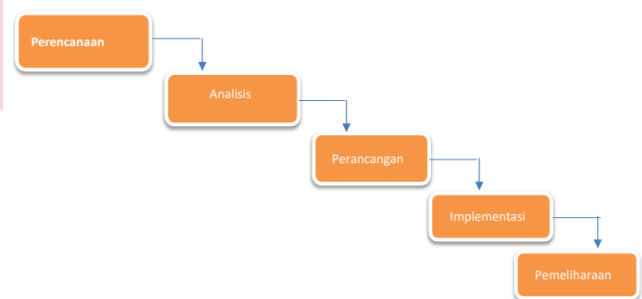 Perencanaan
Analisis
Perancangan
Implementasi
Pemeliharaan